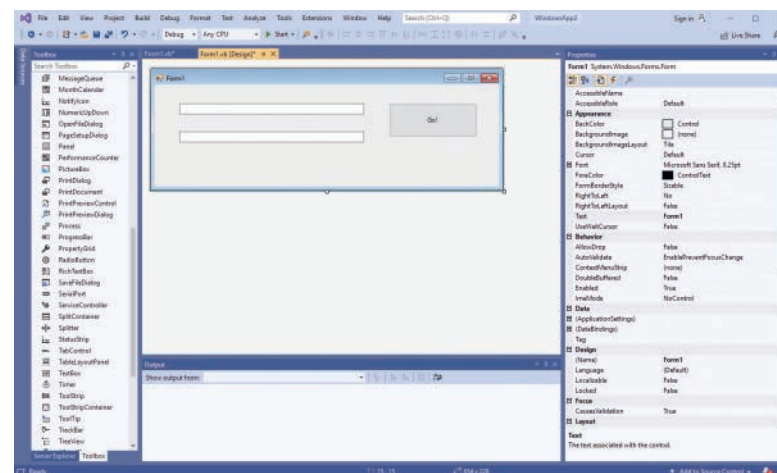 File Edit View Project Build Debug Format Test Analyze Tools Extensions Window Help Search (Ctrl+Q) WindowsApp2 Sign in
Debug Any CPU Start Live Share
Data Sources
Toolbox
Search Toolbox
MessageQueue
MonthCalendar
NotifyIcon
NumericUpDown
OpenFileDialog
PageSetupDialog
Panel
PerformanceCounter
PictureBox
PrintDialog
PrintDocument
PrintPreviewControl
PrintPreviewDialog
Process
ProgressBar
PropertyGrid
RadioButton
RichTextBox
SaveFileDialog
SerialPort
ServiceController
SplitContainer
Splitter
StatusStrip
TabControl
TableLayoutPanel
TextBox
Timer
ToolStrip
ToolStripContainer
ToolTip
TrackBar
TreeView
Server Explorer Toolbox
Form1.vb* Form1.vb [Design]*
Form1
Go!
Output
Show output from:
Properties
Form1 System.Windows.Forms.Form
AccessibleName
AccessibleRole Default
Appearance
BackColor Control
BackgroundImage (none)
BackgroundImageLayout Tile
Cursor Default
Font Microsoft Sans Serif, 8.25pt
ForeColor ControlText
FormBorderStyle Sizable
RightToLeft No
RightToLeftLayout False
Text Form1
UseWaitCursor False
Behavior
AllowDrop False
AutoValidate EnablePreventFocusChange
ContextMenuStrip (none)
DoubleBuffered False
Enabled True
ImeMode NoControl
Data
(ApplicationSettings)
(DataBindings)
Tag
Design
(Name) Form1
Language (Default)
Localizable False
Locked False
Focus
CausesValidation True
Layout
Text
The text associated with the control.
Ready Add to Source Control